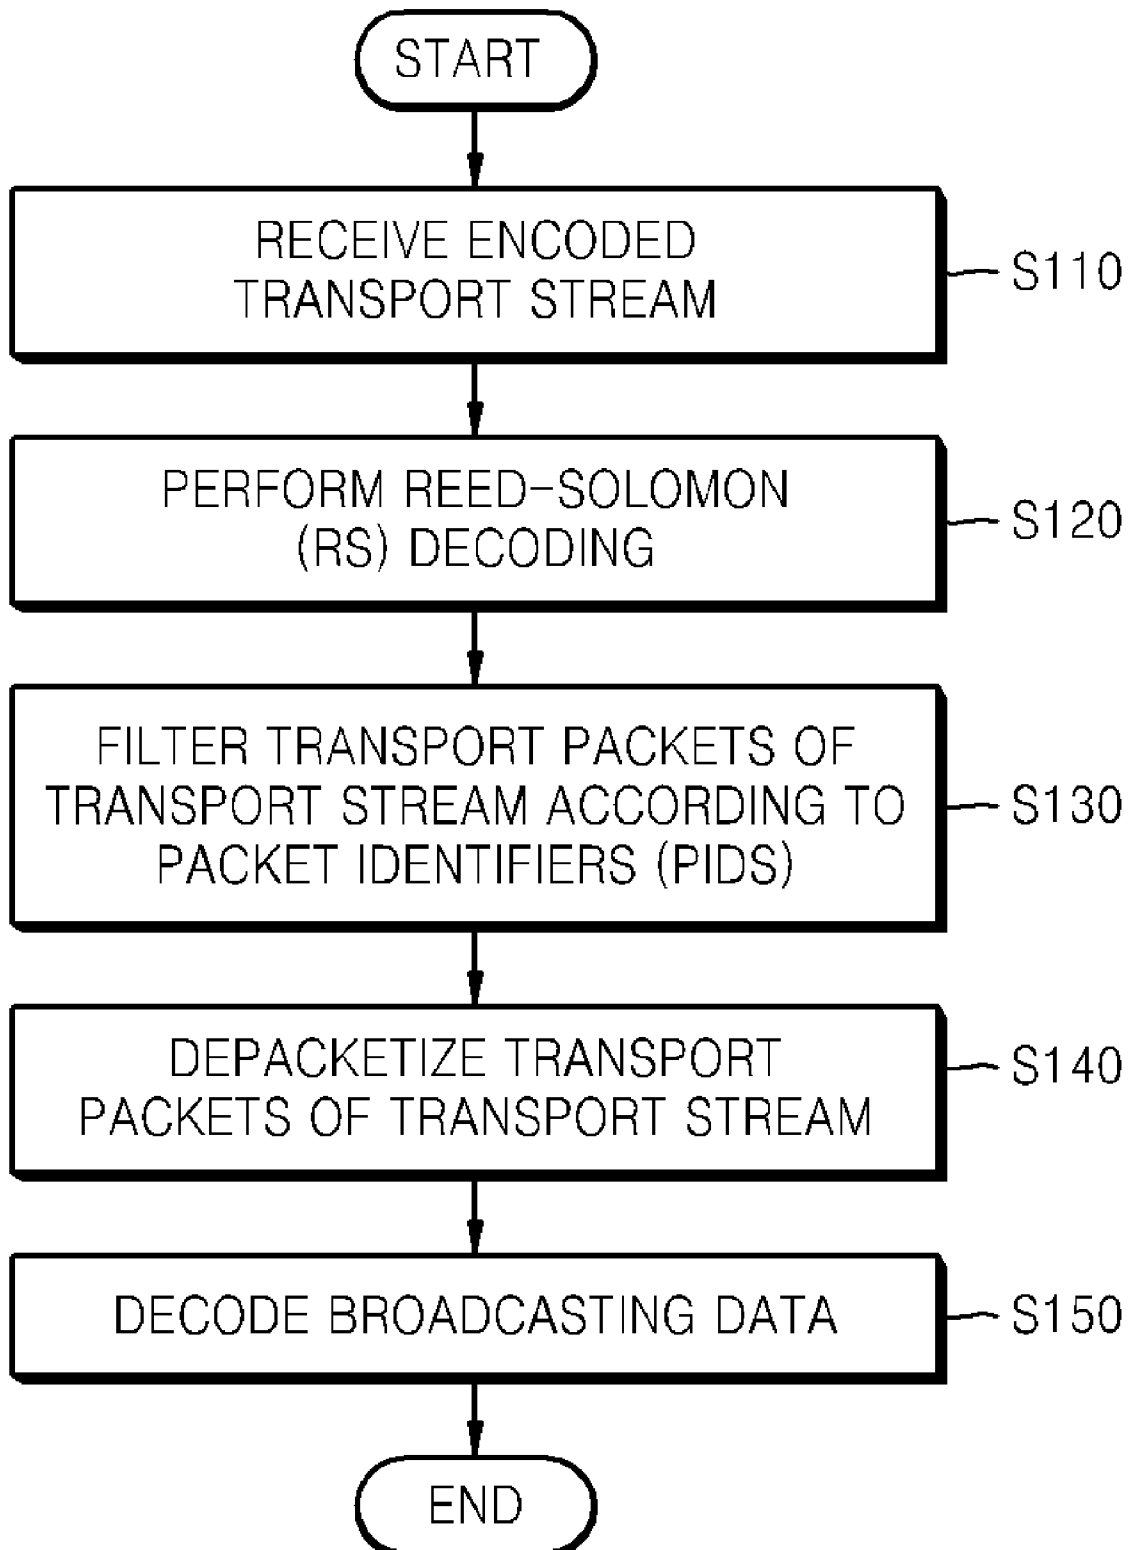 START
RECEIVE ENCODED
TRANSPORT STREAM
S110
PERFORM REED-SOLOMON
(RS) DECODING
S120
FILTER TRANSPORT PACKETS OF
TRANSPORT STREAM ACCORDING TO
PACKET IDENTIFIERS (PIDS)
S130
DEPACKETIZE TRANSPORT
PACKETS OF TRANSPORT STREAM
S140
DECODE BROADCASTING DATA
S150
END